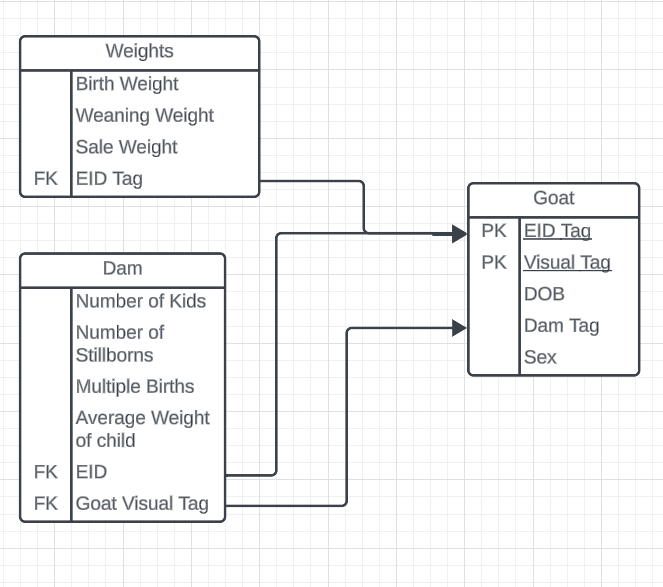 Weights
Birth Weight
Weaning Weight
Sale Weight
FK EID Tag
Dam
Number of Kids
Number of
Stillborns
Multiple Births
Average Weight
of child
FK EID
FK Goat Visual Tag
Goat
PK EID Tag
PK Visual Tag
DOB
Dam Tag
Sex